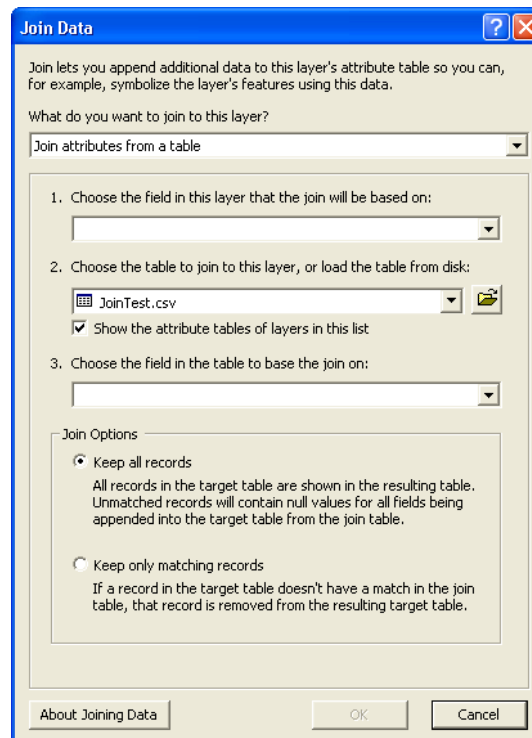 Join Data
Join lets you append additional data to this layer's attribute table so you can,
for example, symbolize the layer's features using this data.
What do you want to join to this layer?
Join attributes from a table
1. Choose the field in this layer that the join will be based on:
2. Choose the table to join to this layer, or load the table from disk:
JoinTest.csv
Show the attribute tables of layers in this list
3. Choose the field in the table to base the join on:
Join Options
Keep all records
All records in the target table are shown in the resulting table.
Unmatched records will contain null values for all fields being
appended into the target table from the join table.
Keep only matching records
If a record in the target table doesn't have a match in the join
table, that record is removed from the resulting target table.
About Joining Data
OK
Cancel